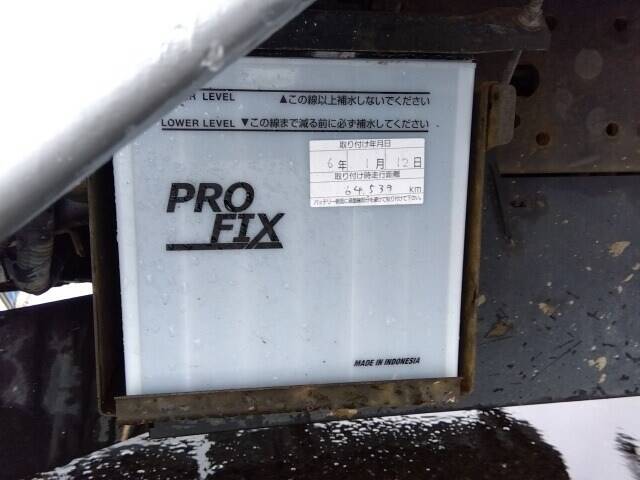 LEVEL ▲この線以上補水しないでください
LOWER LEVEL ▼この線まで減る前に必ず補水してください
取り付け年月日
6年 1月 12日
取り付け時走行距離
64,539 km
PRO
FIX
MADE IN INDONESIA